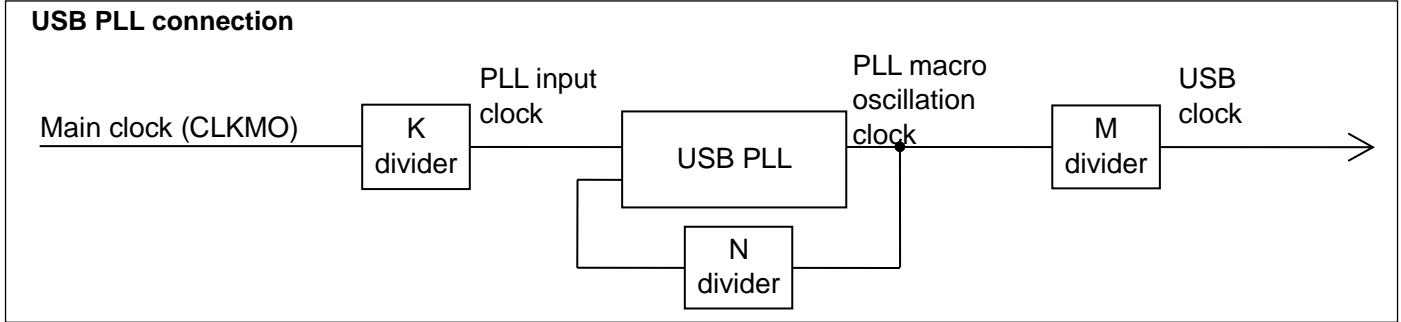 USB PLL connection
Main clock (CLKMO)
K
divider
PLL input
clock
USB PLL
N
divider
PLL macro
oscillation
clock
M
divider
USB
clock